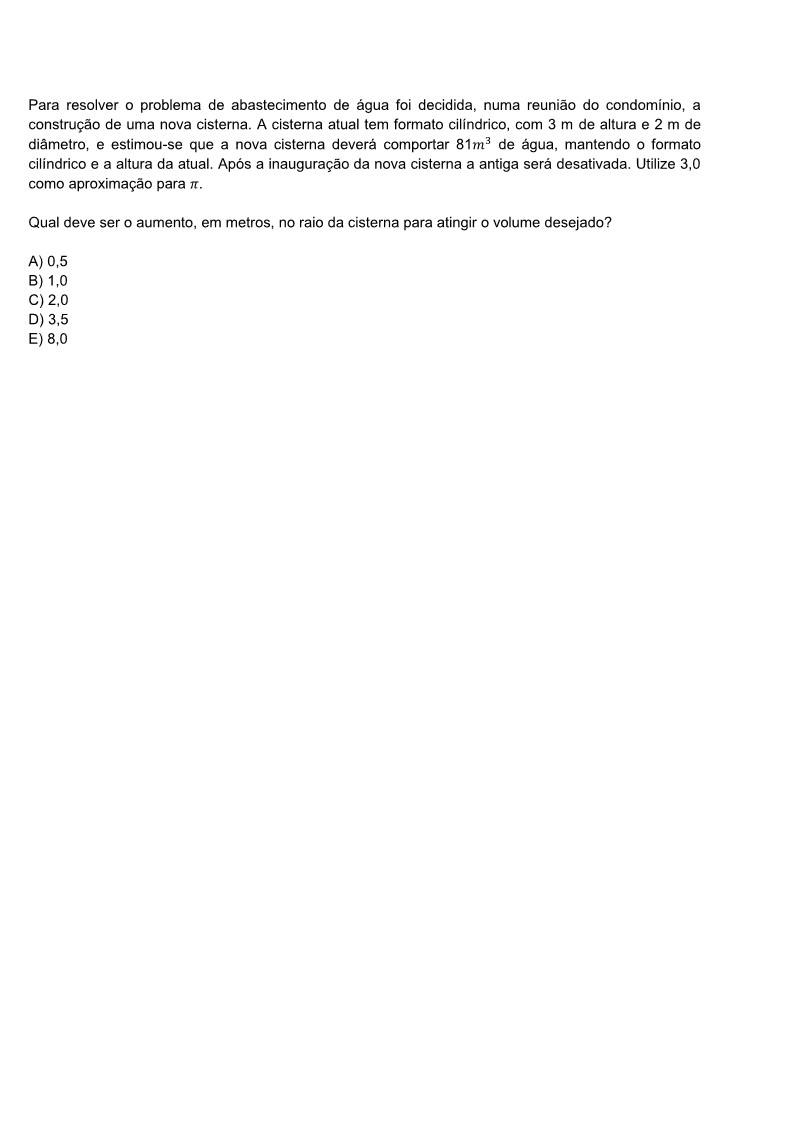 Para resolver o problema de abastecimento de água foi decidida, numa reunião do condomínio, a
construção de uma nova cisterna. A cisterna atual tem formato cilíndrico, com 3 m de altura e 2 m de
diâmetro, e estimou-se que a nova cisterna deverá comportar 81𝑚³ de água, mantendo o formato
cilíndrico e a altura da atual. Após a inauguração da nova cisterna a antiga será desativada. Utilize 3,0
como aproximação para 𝜋.
Qual deve ser o aumento, em metros, no raio da cisterna para atingir o volume desejado?
A) 0,5
B) 1,0
C) 2,0
D) 3,5
E) 8,0